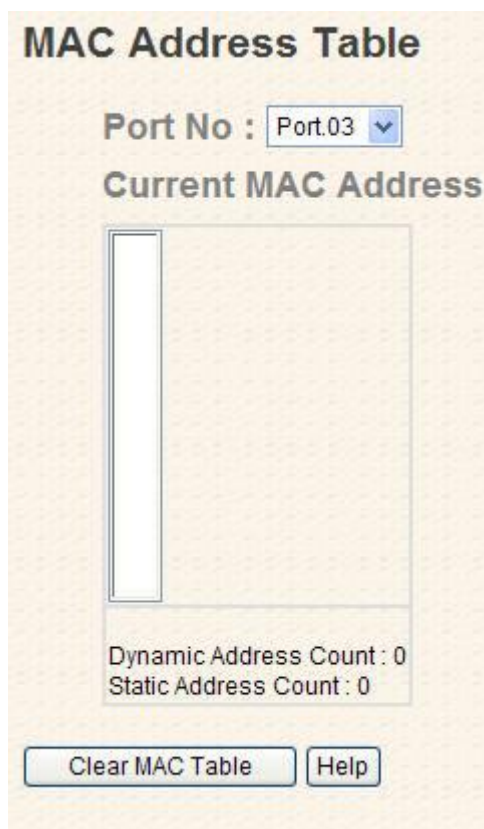 MAC Address Table
Port No : Port.03
Current MAC Address
Dynamic Address Count : 0
Static Address Count : 0
Clear MAC Table Help